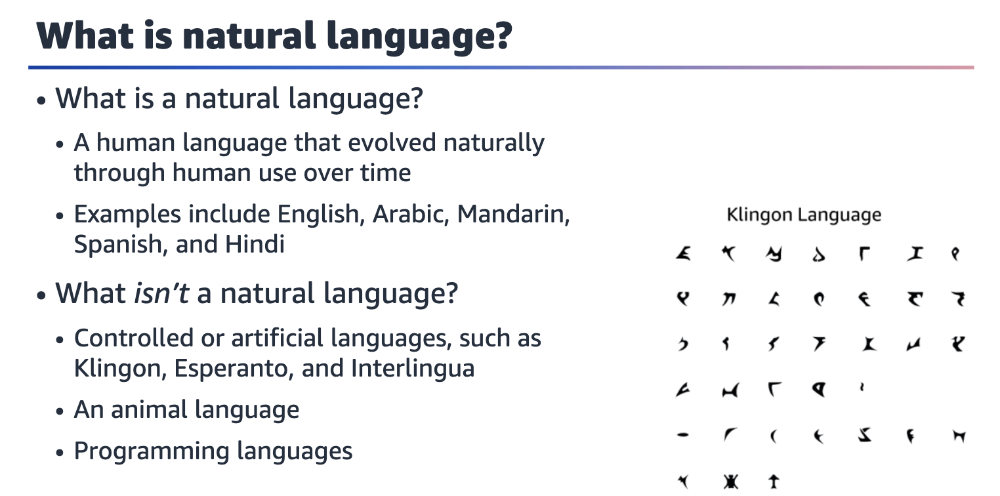 What is natural language?
• What is a natural language?
• A human language that evolved naturally
through human use over time
• Examples include English, Arabic, Mandarin,
Spanish, and Hindi
• What isn’t a natural language?
• Controlled or artificial languages, such as
Klingon, Esperanto, and Interlingua
• An animal language
• Programming languages
Klingon Language